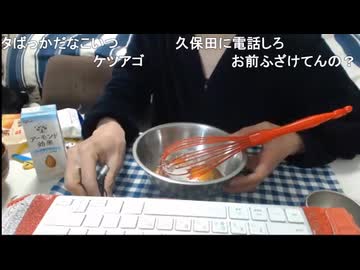 タばっかだなこいつ
久保田に電話しろ
ケツアゴ
お前ふざけてんの？
アーモンド
効果